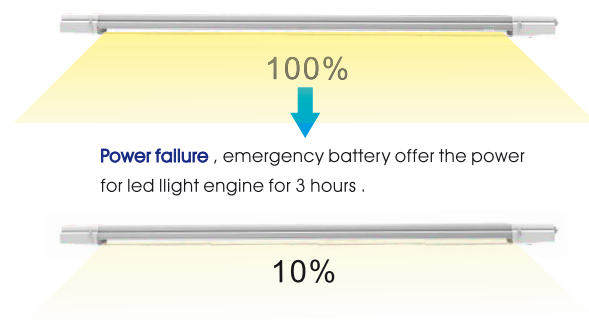 100%
Power failure , emergency battery offer the power
for led llight engine for 3 hours .
10%